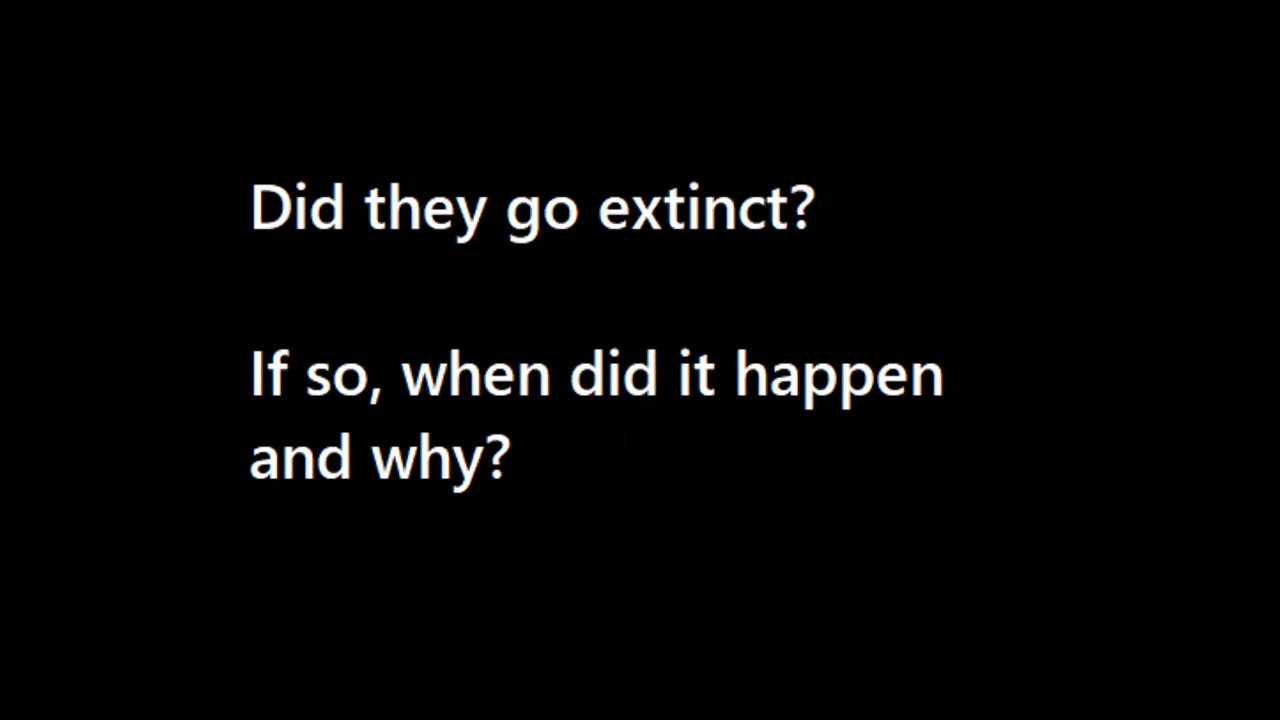 Did they go extinct?
If so, when did it happen
and why?